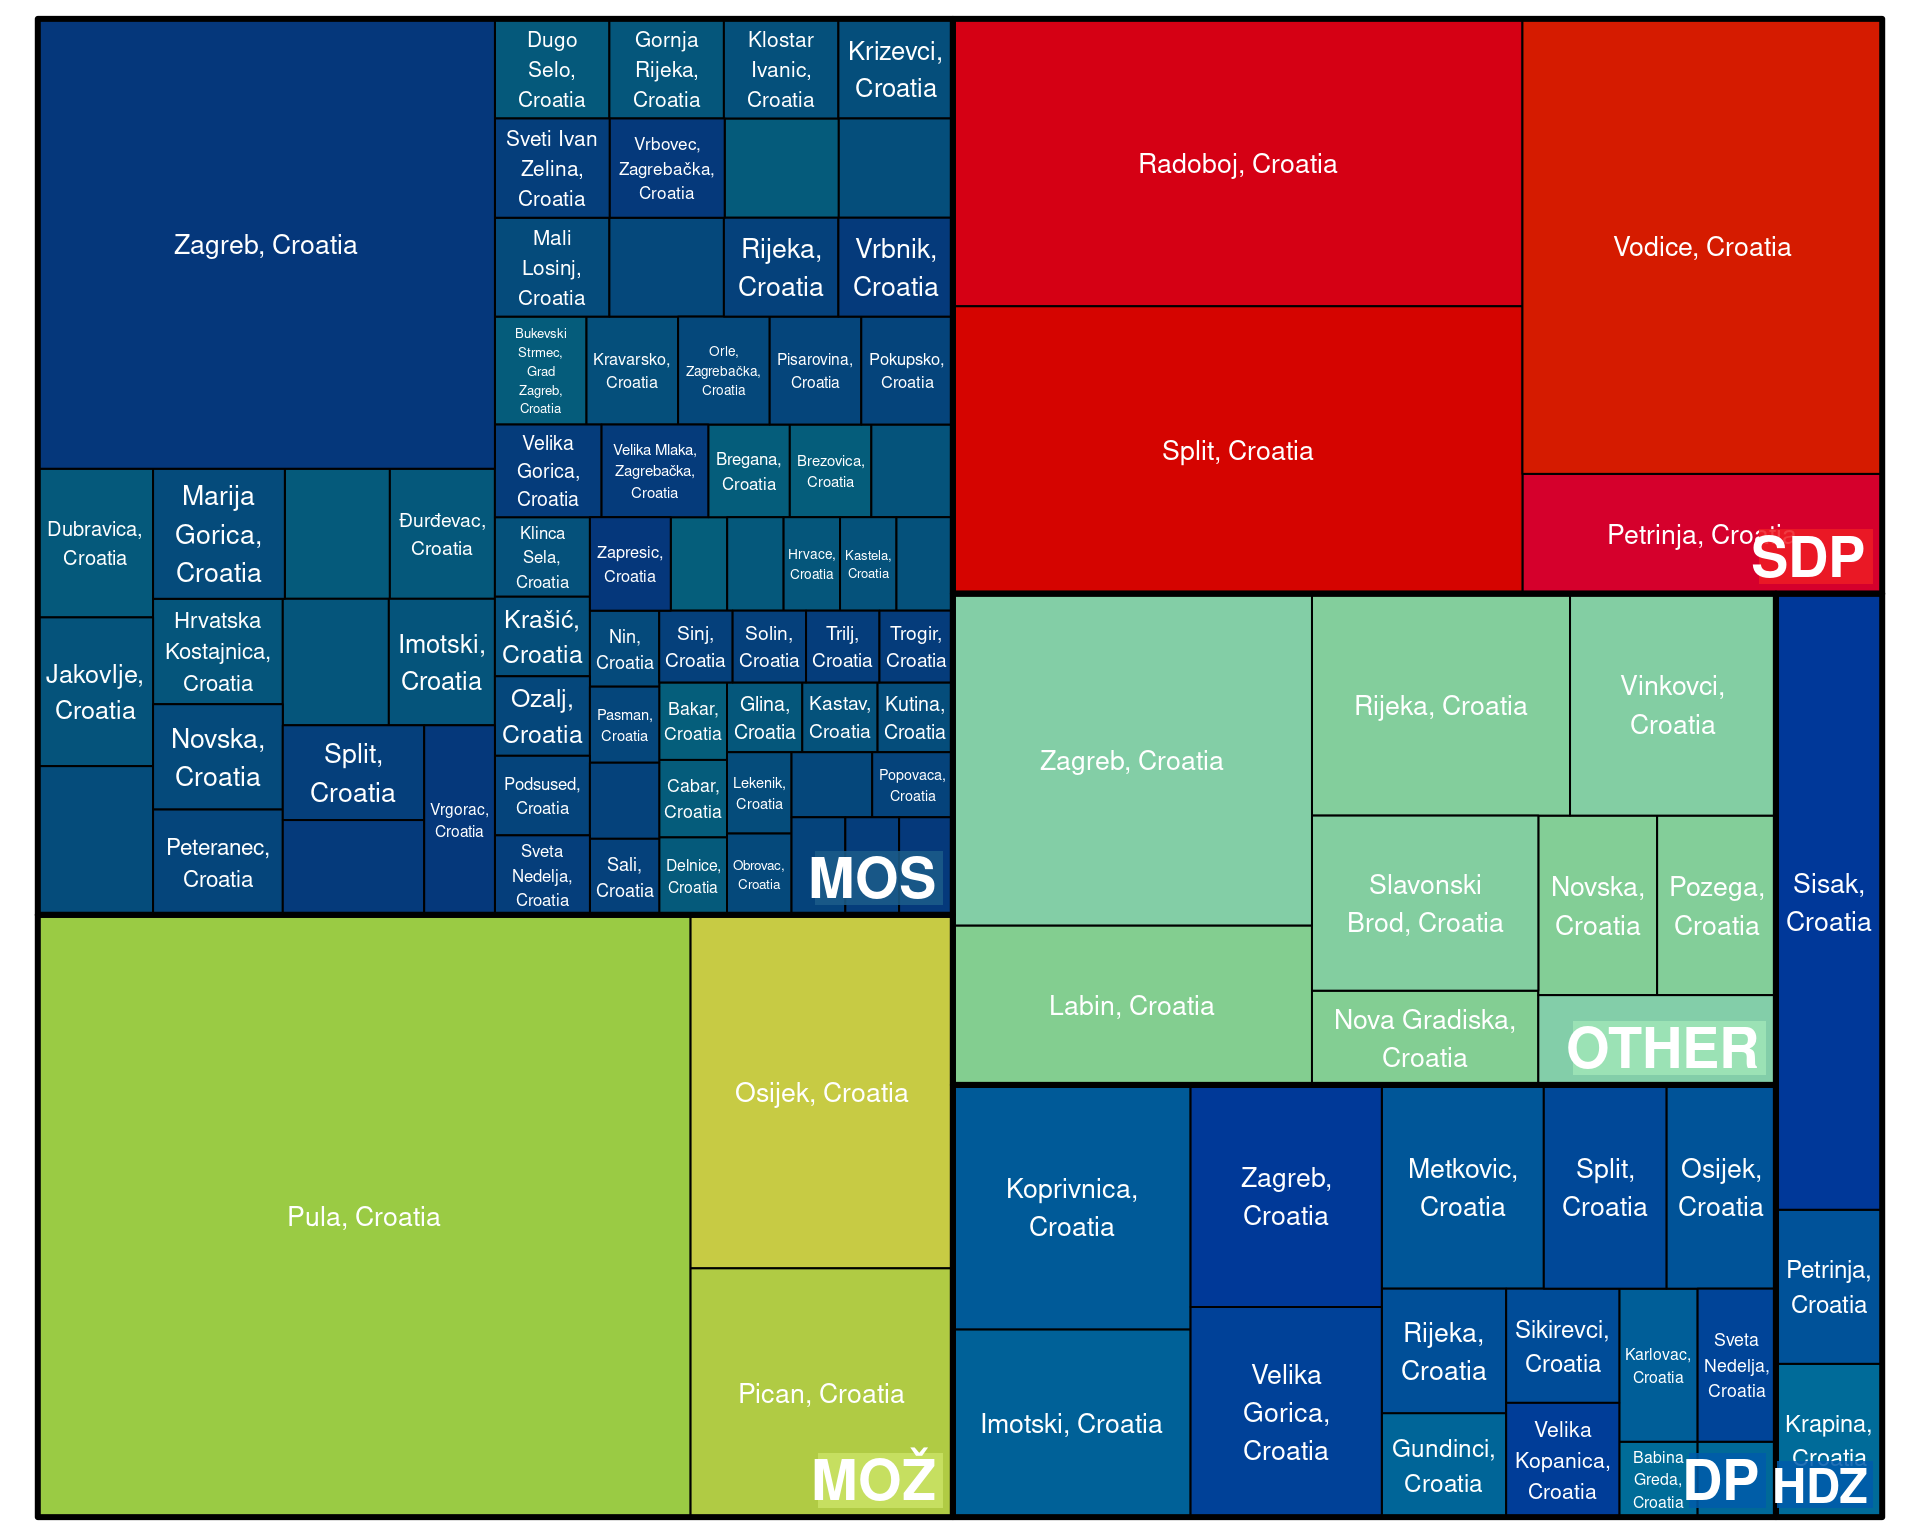 Zagreb, Croatia
Dugo
Selo,
Croatia
Gornja
Rijeka,
Croatia
Klostar
Ivanic,
Croatia
Krizevci,
Croatia
Sveti Ivan
Zelina,
Croatia
Vrbovec,
Zagrebačka,
Croatia
Mali
Losinj,
Croatia
Rijeka,
Croatia
Vrbnik,
Croatia
Bukevski
Strmec,
Grad
Zagreb,
Croatia
Kravarsko,
Croatia
Orle,
Zagrebačka,
Croatia
Pisarovina,
Croatia
Pokupsko,
Croatia
Velika
Gorica,
Croatia
Velika Mlaka,
Zagrebačka,
Croatia
Bregana,
Croatia
Brezovica,
Croatia
Dubravica,
Croatia
Marija
Gorica,
Croatia
Đurđevac,
Croatia
Jakovlje,
Croatia
Hrvatska
Kostajnica,
Croatia
Imotski,
Croatia
Novska,
Croatia
Peteranec,
Croatia
Split,
Croatia
Vrgorac,
Croatia
Klinca
Sela,
Croatia
Zapresic,
Croatia
Hrvace,
Croatia
Kastela,
Croatia
Krašić,
Croatia
Ozalj,
Croatia
Podsused,
Croatia
Sveta
Nedelja,
Croatia
Nin,
Croatia
Pasman,
Croatia
Sali,
Croatia
Sinj,
Croatia
Solin,
Croatia
Trilj,
Croatia
Trogir,
Croatia
Bakar,
Croatia
Cabar,
Croatia
Delnice,
Croatia
Glina,
Croatia
Kastav,
Croatia
Kutina,
Croatia
Lekenik,
Croatia
Popovaca,
Croatia
Obrovac,
Croatia
MOS
Radoboj, Croatia
Split, Croatia
Vodice, Croatia
Petrinja, Croatia
SDP
Zagreb, Croatia
Labin, Croatia
Rijeka, Croatia
Vinkovci,
Croatia
Slavonski
Brod, Croatia
Novska,
Croatia
Pozega,
Croatia
Nova Gradiska,
Croatia
OTHER
Pula, Croatia
Osijek, Croatia
Pican, Croatia
MOŽ
Koprivnica,
Croatia
Imotski, Croatia
Zagreb,
Croatia
Velika
Gorica,
Croatia
Metkovic,
Croatia
Split,
Croatia
Osijek,
Croatia
Rijeka,
Croatia
Gundinci,
Croatia
Sikirevci,
Croatia
Velika
Kopanica,
Croatia
Karlovac,
Croatia
Sveta
Nedelja,
Croatia
Babina
Greda,
Croatia
DP
Sisak,
Croatia
Petrinja,
Croatia
Krapina,
Croatia
HDZ